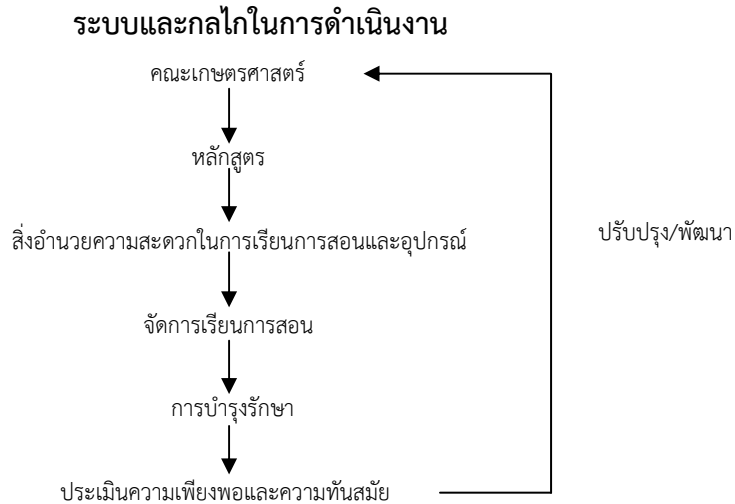 ระบบและกลไกในการดำเนินงาน
คณะเกษตรศาสตร์
หลักสูตร
สิ่งอำนวยความสะดวกในการเรียนการสอนและอุปกรณ์
ปรับปรุง/พัฒนา
จัดการเรียนการสอน
การบำรุงรักษา
ประเมินความเพียงพอและความทันสมัย